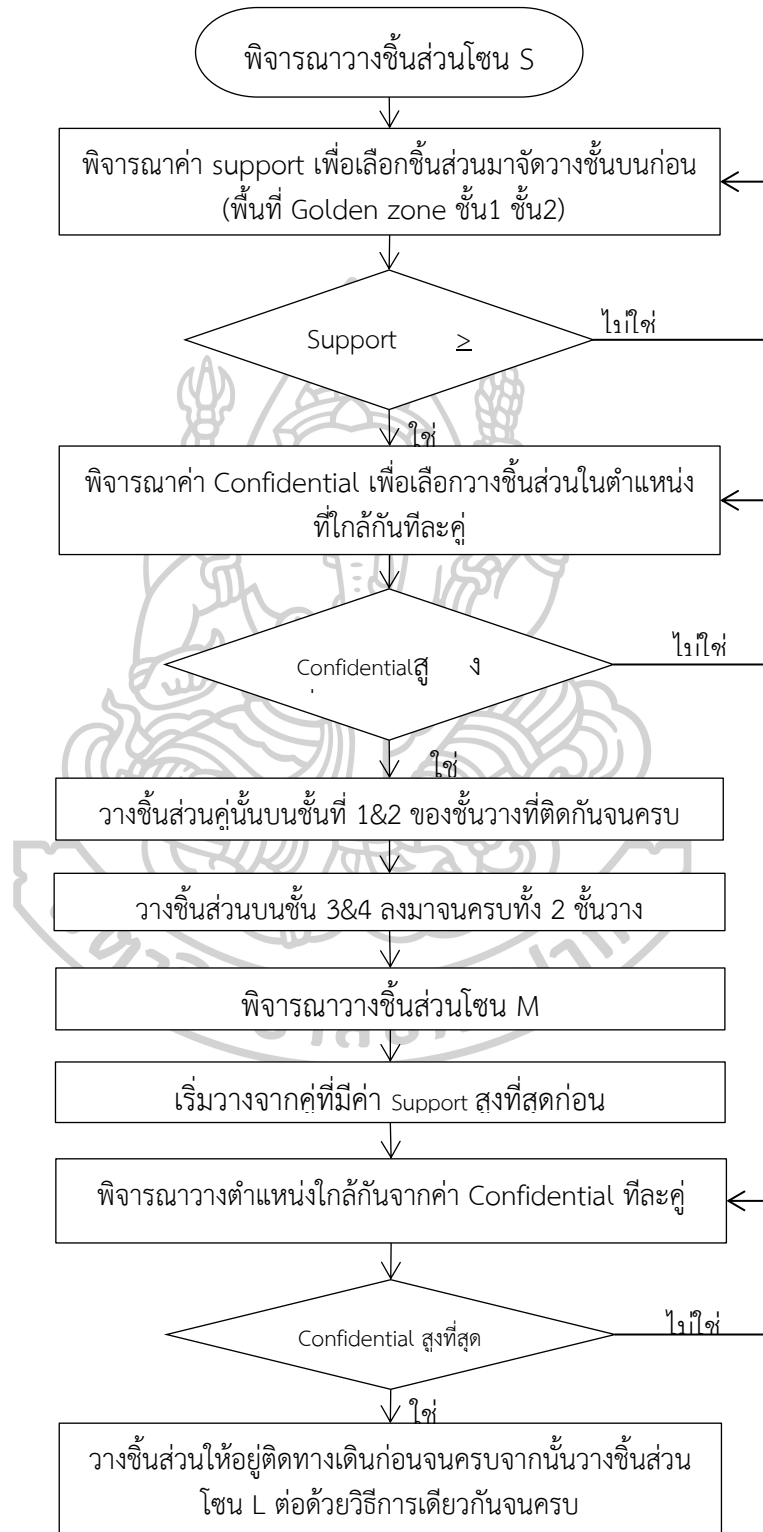 พิจารณาวางชิ้นส่วนโซน S
พิจารณาค่า support เพื่อเลือกชิ้นส่วนมาจัดวางชั้นบนก่อน
(พื้นที่ Golden zone ชั้น1 ชั้น2)
Support ≥
ไม่ใช่
ใช่
พิจารณาค่า Confidential เพื่อเลือกวางชิ้นส่วนในตำแหน่ง
ที่ใกล้กันทีละคู่
Confidentialสูง
ไม่ใช่
ใช่
วางชิ้นส่วนคู่นั้นบนชั้นที่ 1&2 ของชั้นวางที่ติดกันจนครบ
วางชิ้นส่วนบนชั้น 3&4 ลงมาจนครบทั้ง 2 ชั้นวาง
พิจารณาวางชิ้นส่วนโซน M
เริ่มวางจากคู่ที่มีค่า Support สูงที่สุดก่อน
พิจารณาวางตำแหน่งใกล้กันจากค่า Confidential ทีละคู่
Confidential สูงที่สุด
ไม่ใช่
ใช่
วางชิ้นส่วนให้อยู่ติดทางเดินก่อนจนครบจากนั้นวางชิ้นส่วน
โซน L ต่อด้วยวิธีการเดียวกันจนครบ